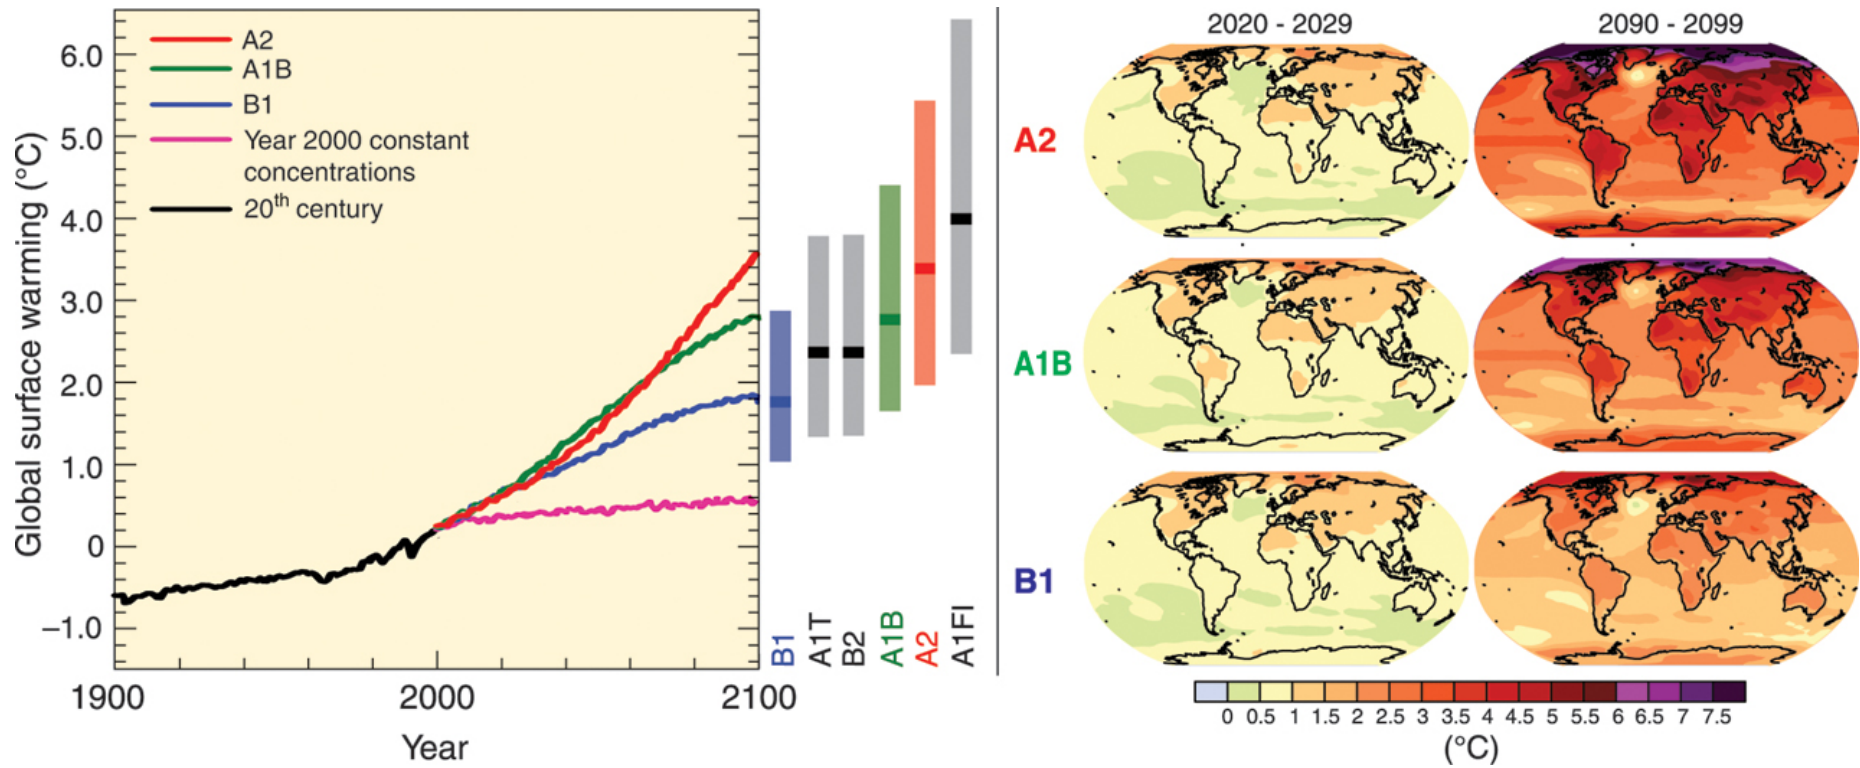 A2
A1B
B1
Year 2000 constant
concentrations
20th century
Global surface warming (°C)
6.0
5.0
4.0
3.0
2.0
1.0
0
–1.0
1900 2000 2100
Year
B1 A1T B2 A1B A2 A1FI
2020 - 2029 2090 - 2099
A2
A1B
B1
0 0.5 1 1.5 2 2.5 3 3.5 4 4.5 5 5.5 6 6.5 7 7.5
(°C)